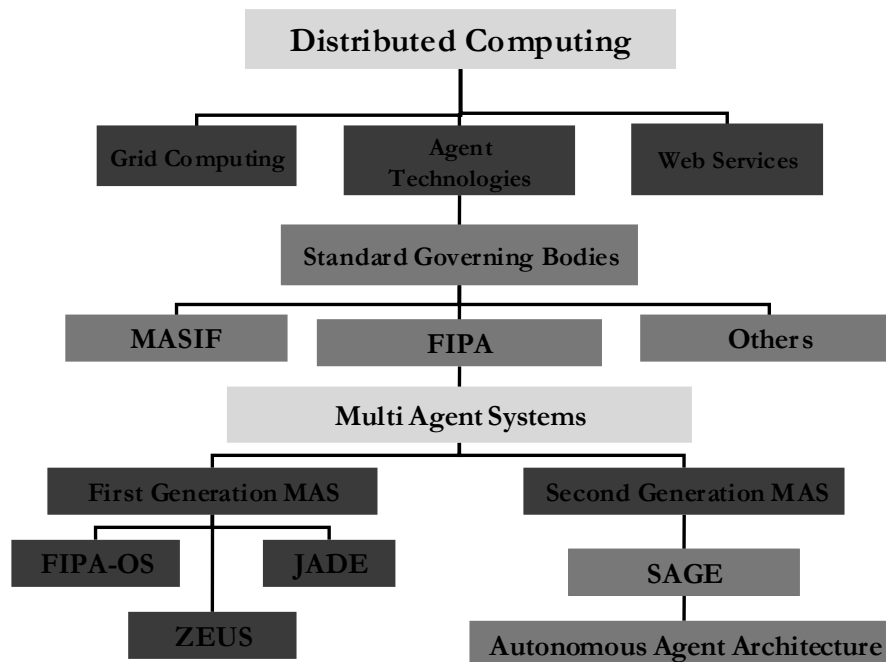 Distributed Computing
Grid Computing
Agent
Technologies
Web Services
Standard Governing Bodies
MASIF
FIPA
Others
Multi Agent Systems
First Generation MAS
Second Generation MAS
FIPA-OS
JADE
SAGE
ZEUS
Autonomous Agent Architecture